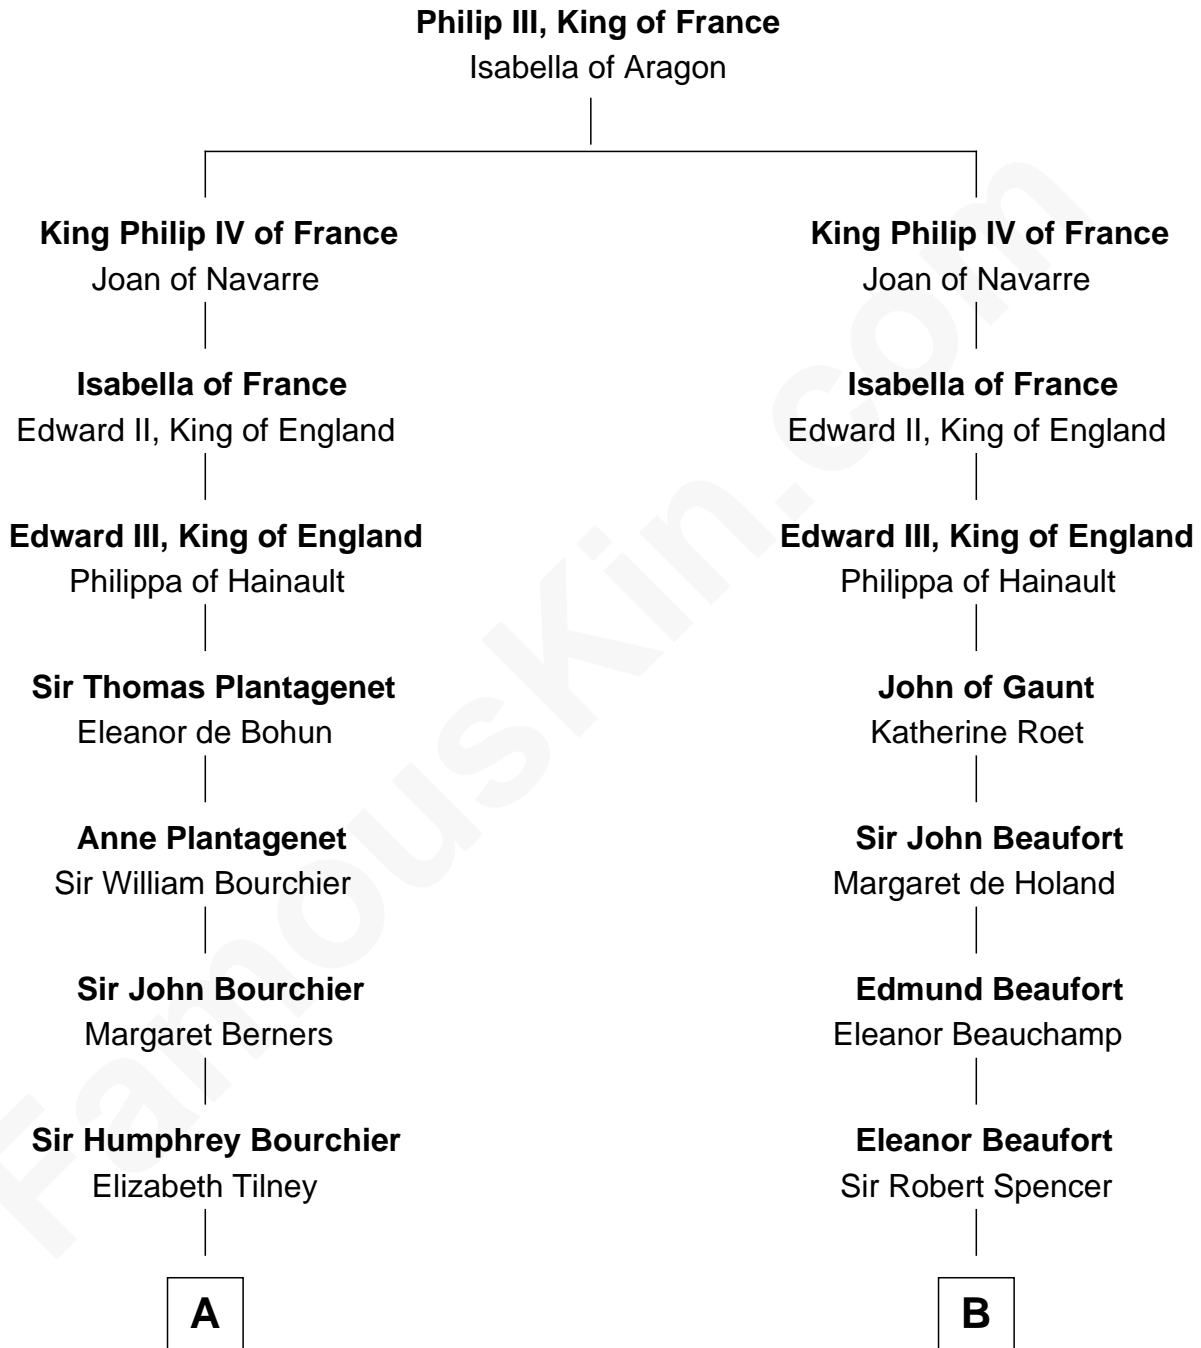 Philip III, King of France
Isabella of Aragon
King Philip IV of France
Joan of Navarre
Isabella of France
Edward II, King of England
Edward III, King of England
Philippa of Hainault
Sir Thomas Plantagenet
Eleanor de Bohun
Anne Plantagenet
Sir William Bourchier
Sir John Bourchier
Margaret Berners
Sir Humphrey Bourchier
Elizabeth Tilney
A
King Philip IV of France
Joan of Navarre
Isabella of France
Edward II, King of England
Edward III, King of England
Philippa of Hainault
John of Gaunt
Katherine Roet
Sir John Beaufort
Margaret de Holand
Edmund Beaufort
Eleanor Beauchamp
Eleanor Beaufort
Sir Robert Spencer
B
FamousKin.com